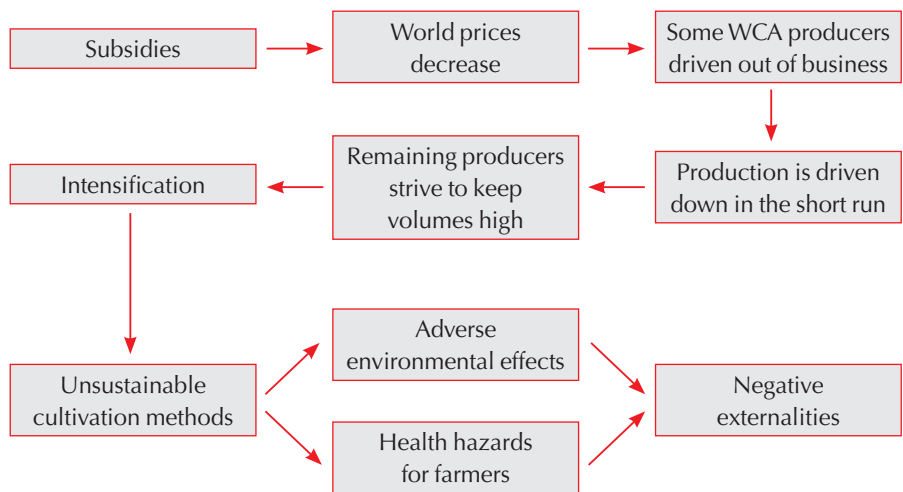 Subsidies
World prices
decrease
Some WCA producers
driven out of business
Production is driven
down in the short run
Remaining producers
strive to keep
volumes high
Intensification
Unsustainable
cultivation methods
Adverse
environmental effects
Health hazards
for farmers
Negative
externalities